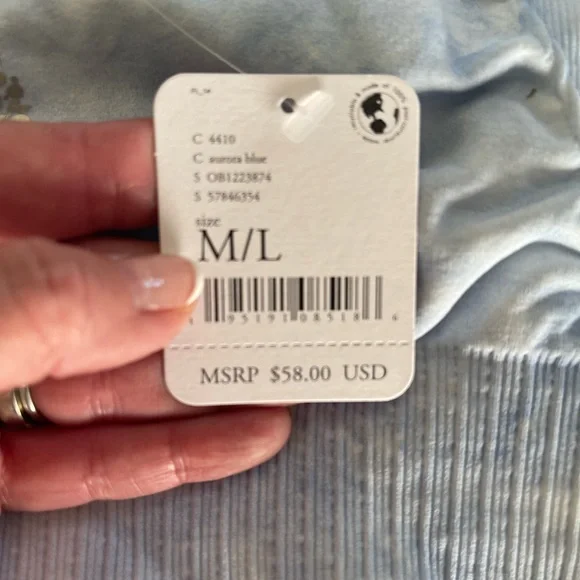 C 4410
C aurora blue
S OB1223874
S 57846354
size
M/L
MSRP $58.00 USD